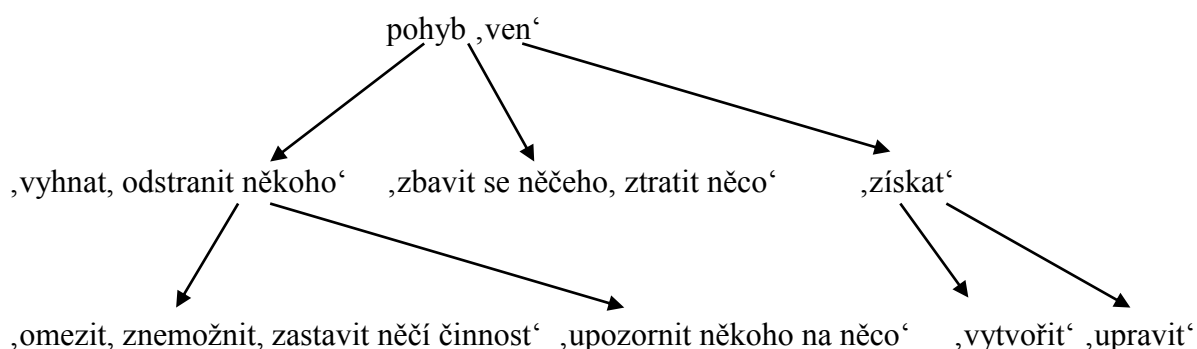 pohyb ‚ven‘
‚vyhnat, odstranit někoho‘ ‚zbavit se něčeho, ztratit něco‘ ‚získat‘
‚omezit, znemožnit, zastavit něčí činnost‘ ‚upozornit někoho na něco‘ ‚vytvořit‘ ‚upravit‘